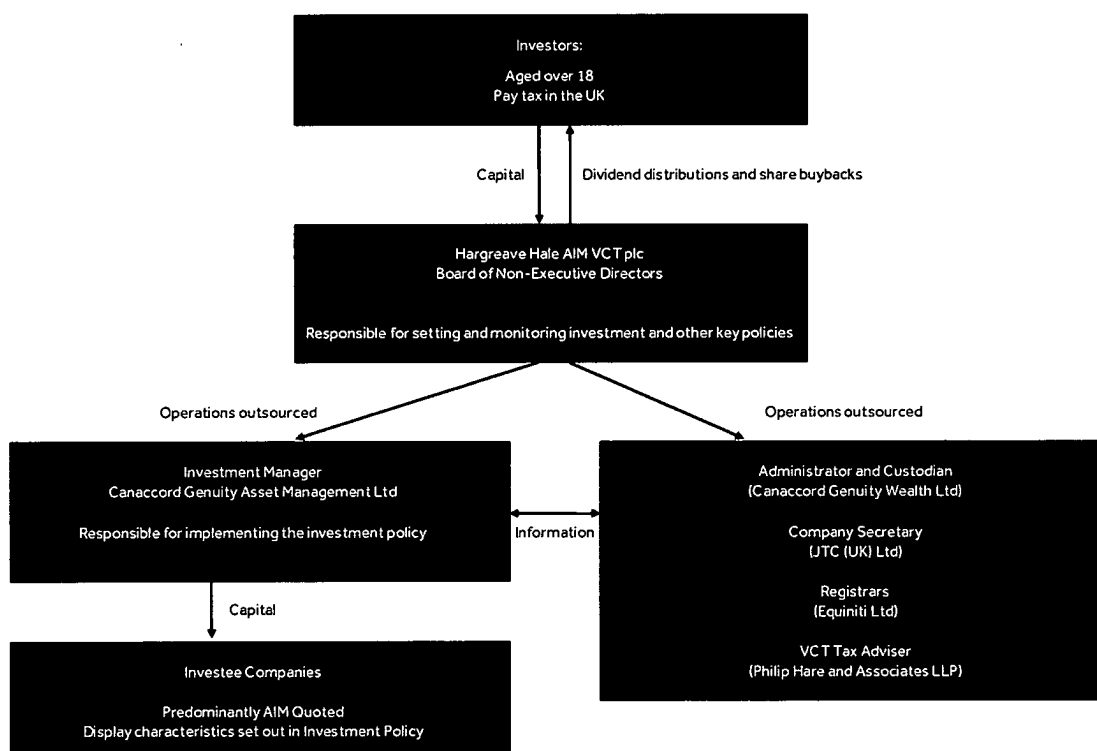 Investors:
Aged over 18
Pay tax in the UK
Capital
Dividend distributions and share buybacks
Hargreave Hale AIM VCT plc
Board of Non-Executive Directors
Responsible for setting and monitoring investment and other key policies
Operations outsourced
Operations outsourced
Investment Manager
Canaccord Genuity Asset Management Ltd
Responsible for implementing the investment policy
Information
Administrator and Custodian
(Canaccord Genuity Wealth Ltd)
Company Secretary
(JTC (UK) Ltd)
Registrars
(Equiniti Ltd)
VCT Tax Adviser
(Philip Hare and Associates LLP)
Capital
Investee Companies
Predominantly AIM Quoted
Display characteristics set out in Investment Policy